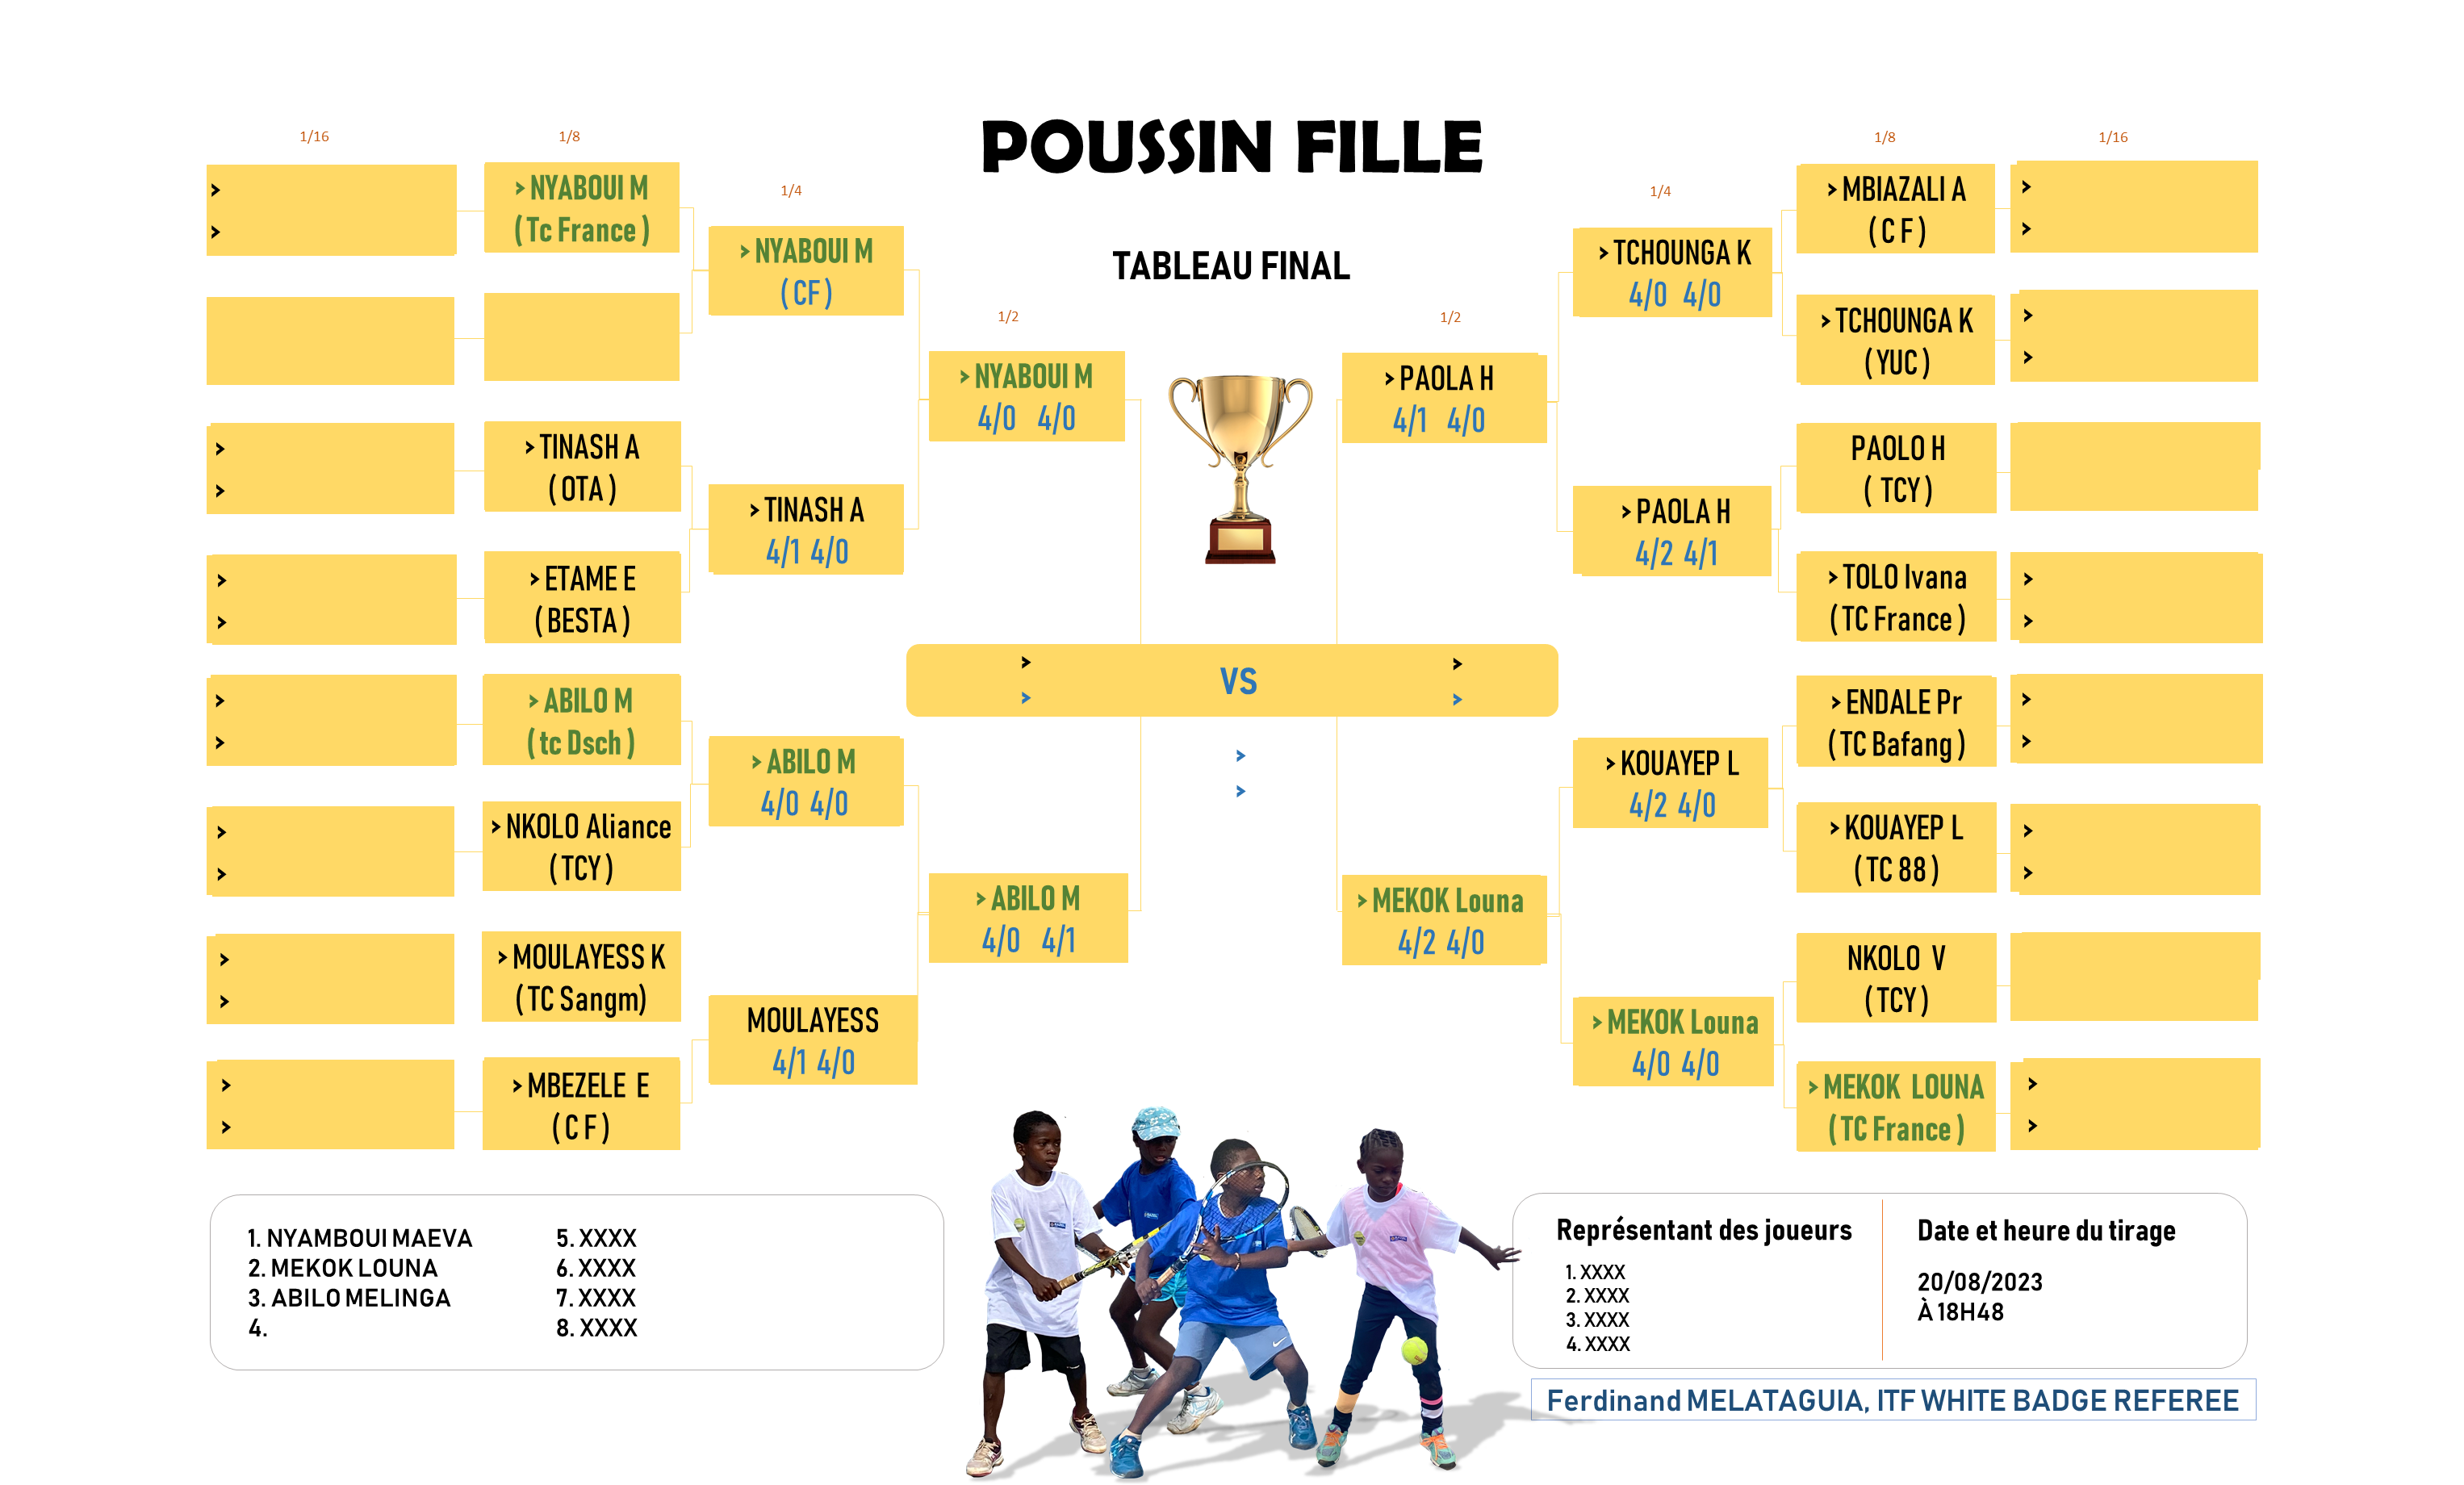 POUSSIN FILLE
TABLEAU FINAL
1/16
1/8
1/4
1/2
1/2
1/4
1/8
1/16
> NYABOUI M
( Tc France )
> TINASH A
( OTA )
> ETAME E
( BESTA )
> ABILO M
( tc Dsch )
> NKOLO Aliance
( TCY )
> MOULAYESS K
( TC Sangm)
> MBEZELE E
( C F )
> NYABOUI M
( CF )
> TINASH A
4/1 4/0
> ABILO M
4/0 4/0
MOULAYESS
4/1 4/0
> NYABOUI M
4/0 4/0
> ABILO M
4/0 4/1
VS
> PAOLA H
4/1 4/0
> MEKOK Louna
4/2 4/0
> TCHOUNGA K
4/0 4/0
> PAOLA H
4/2 4/1
> KOUAYEP L
4/2 4/0
> MEKOK Louna
4/0 4/0
> MBIAZALI A
( C F )
> TCHOUNGA K
( YUC )
PAOLO H
( TCY )
> TOLO Ivana
( TC France )
> ENDALE Pr
( TC Bafang )
> KOUAYEP L
( TC 88 )
NKOLO V
( TCY )
> MEKOK LOUNA
( TC France )
1. NYAMBOUI MAEVA
2. MEKOK LOUNA
3. ABILO MELINGA
4.
5. XXXX
6. XXXX
7. XXXX
8. XXXX
Représentant des joueurs
1. XXXX
2. XXXX
3. XXXX
4. XXXX
Date et heure du tirage
20/08/2023
À 18H48
Ferdinand MELATAGUIA, ITF WHITE BADGE REFEREE